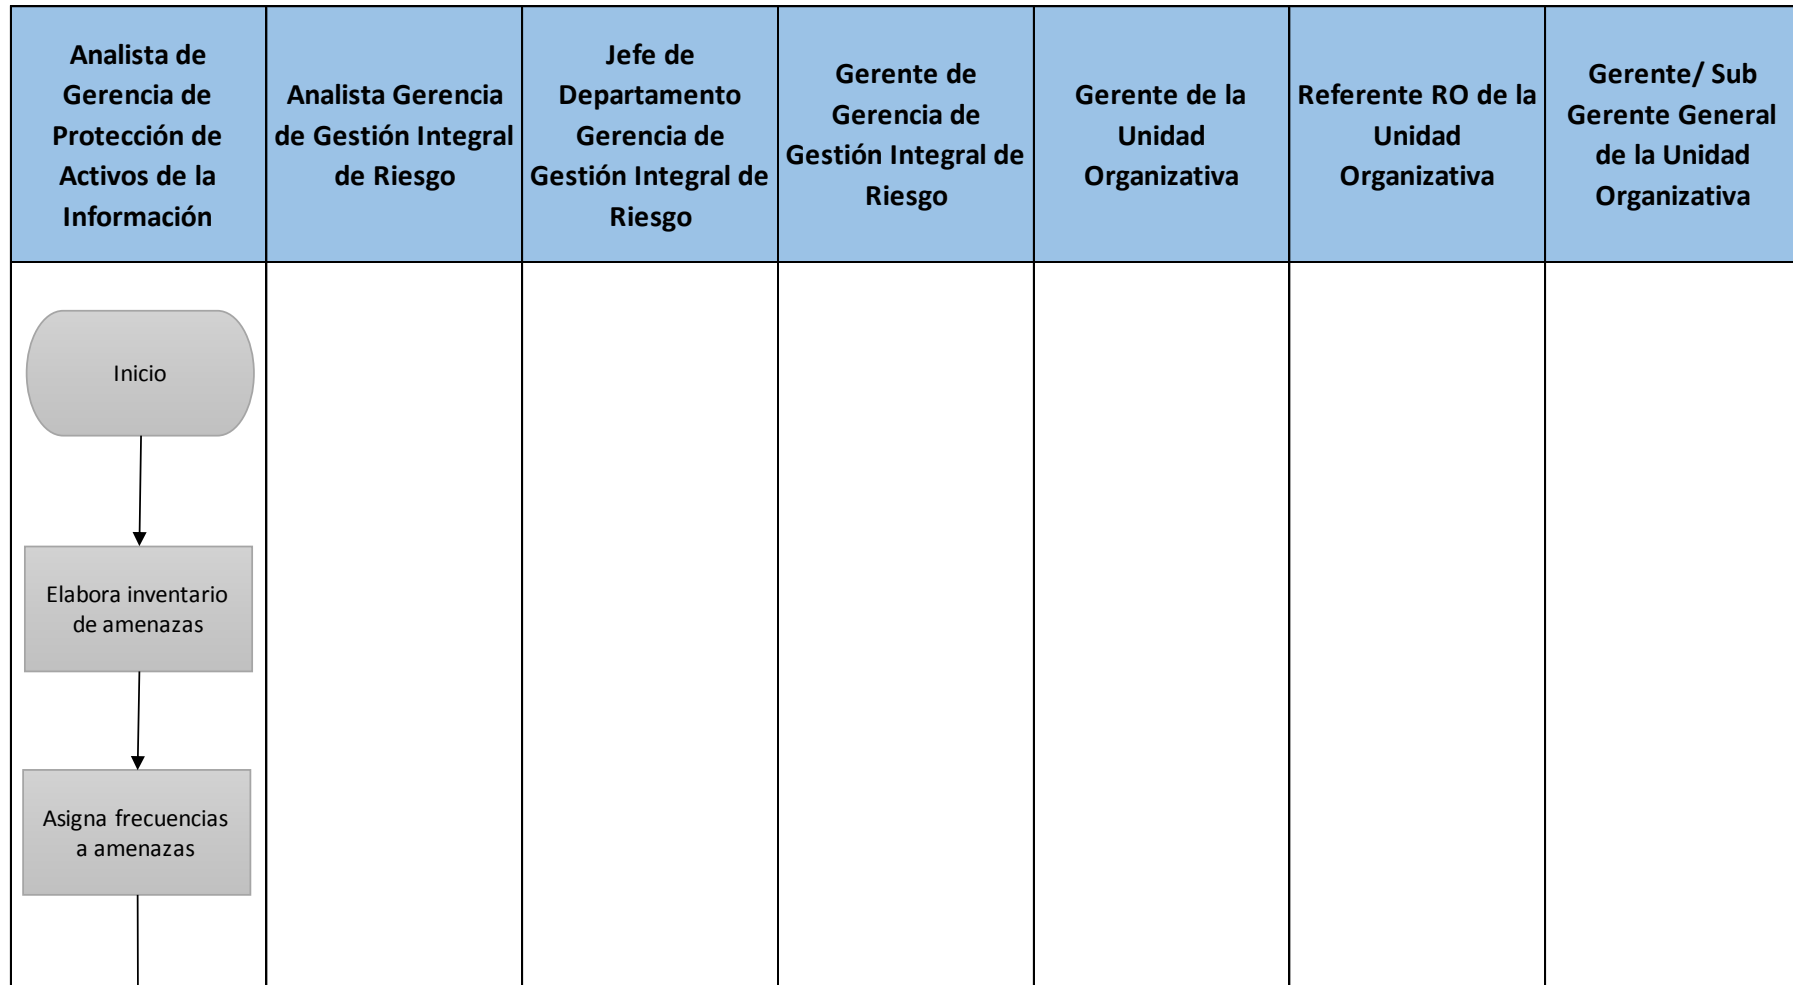 Analista de
Gerencia de
Protección de
Activos de la
Información
Analista Gerencia
de Gestión Integral
de Riesgo
Jefe de
Departamento
Gerencia de
Gestión Integral de
Riesgo
Gerente de
Gerencia de
Gestión Integral de
Riesgo
Gerente de la
Unidad
Organizativa
Referente RO de la
Unidad
Organizativa
Gerente/ Sub
Gerente General
de la Unidad
Organizativa
Inicio
Elabora inventario
de amenazas
Asigna frecuencias
a amenazas